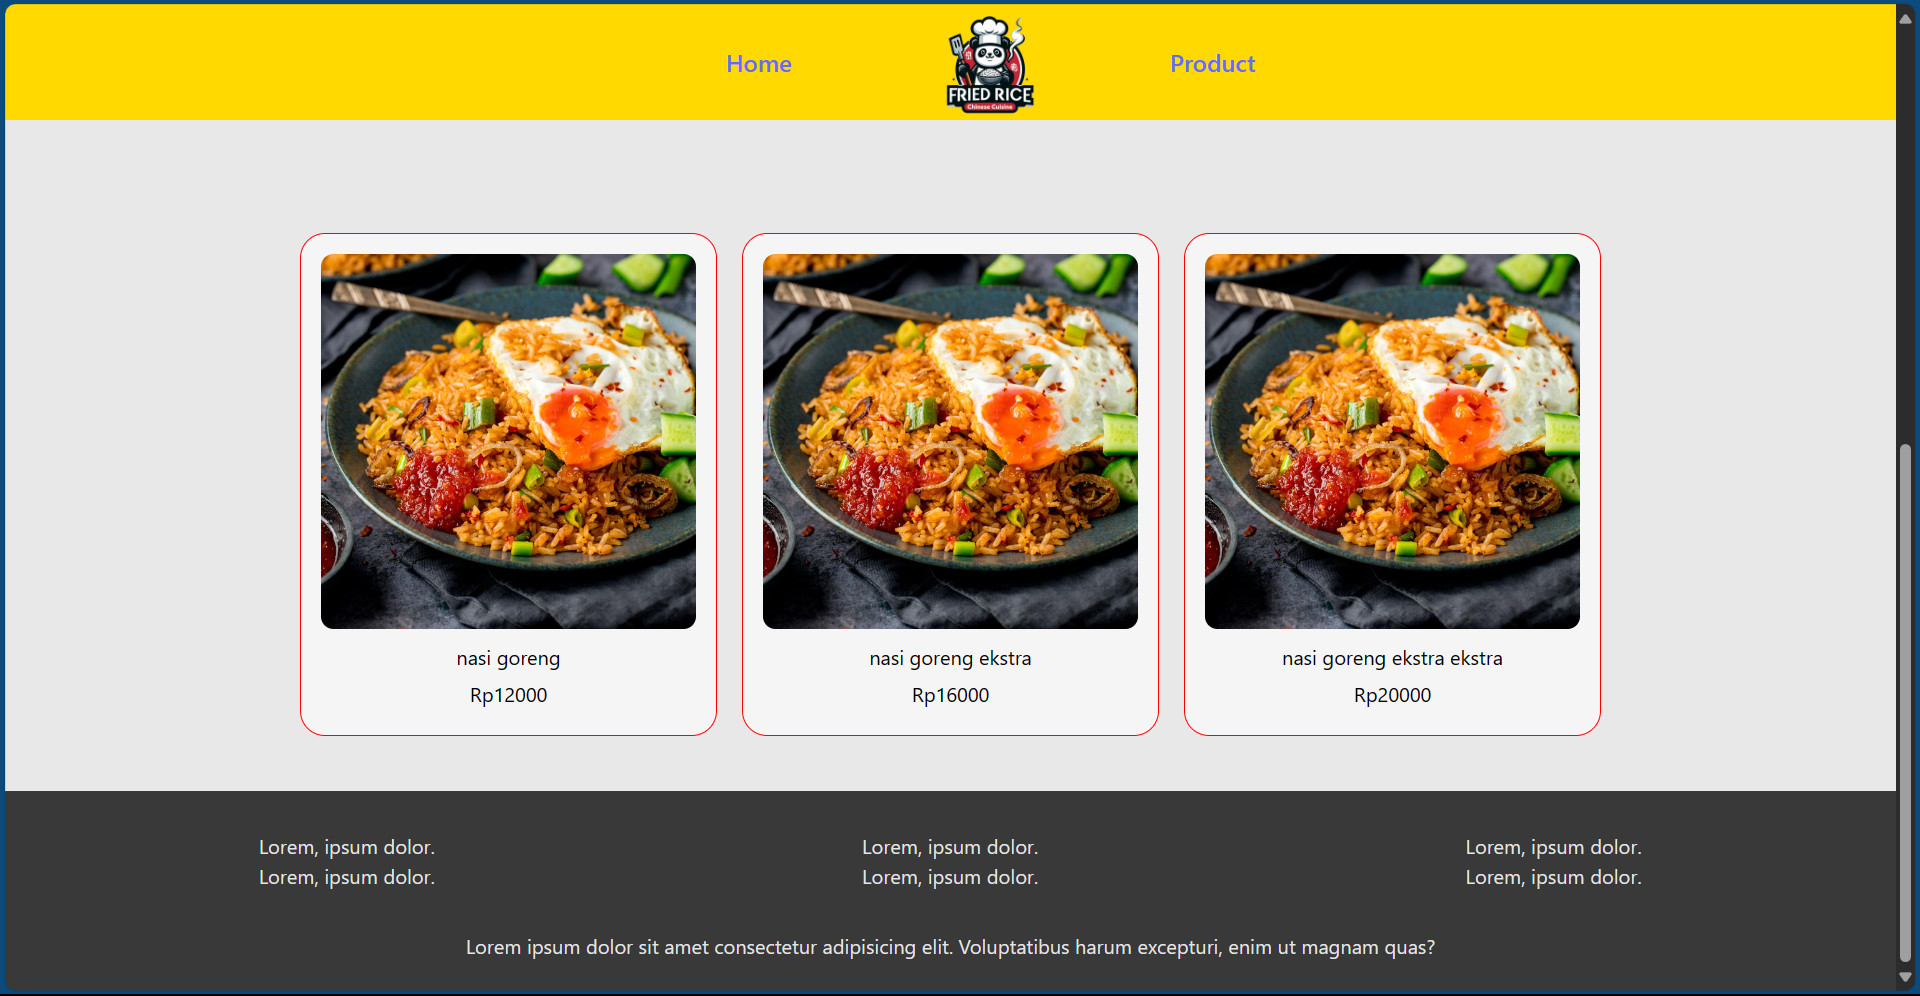 Home
FRIED RICE
Chinese Cuisine
Product
nasi goreng
Rp12000
nasi goreng ekstra
Rp16000
nasi goreng ekstra ekstra
Rp20000
Lorem, ipsum dolor.
Lorem, ipsum dolor.
Lorem, ipsum dolor.
Lorem, ipsum dolor.
Lorem, ipsum dolor.
Lorem, ipsum dolor.
Lorem ipsum dolor sit amet consectetur adipisicing elit. Voluptatibus harum excepturi, enim ut magnam quas?